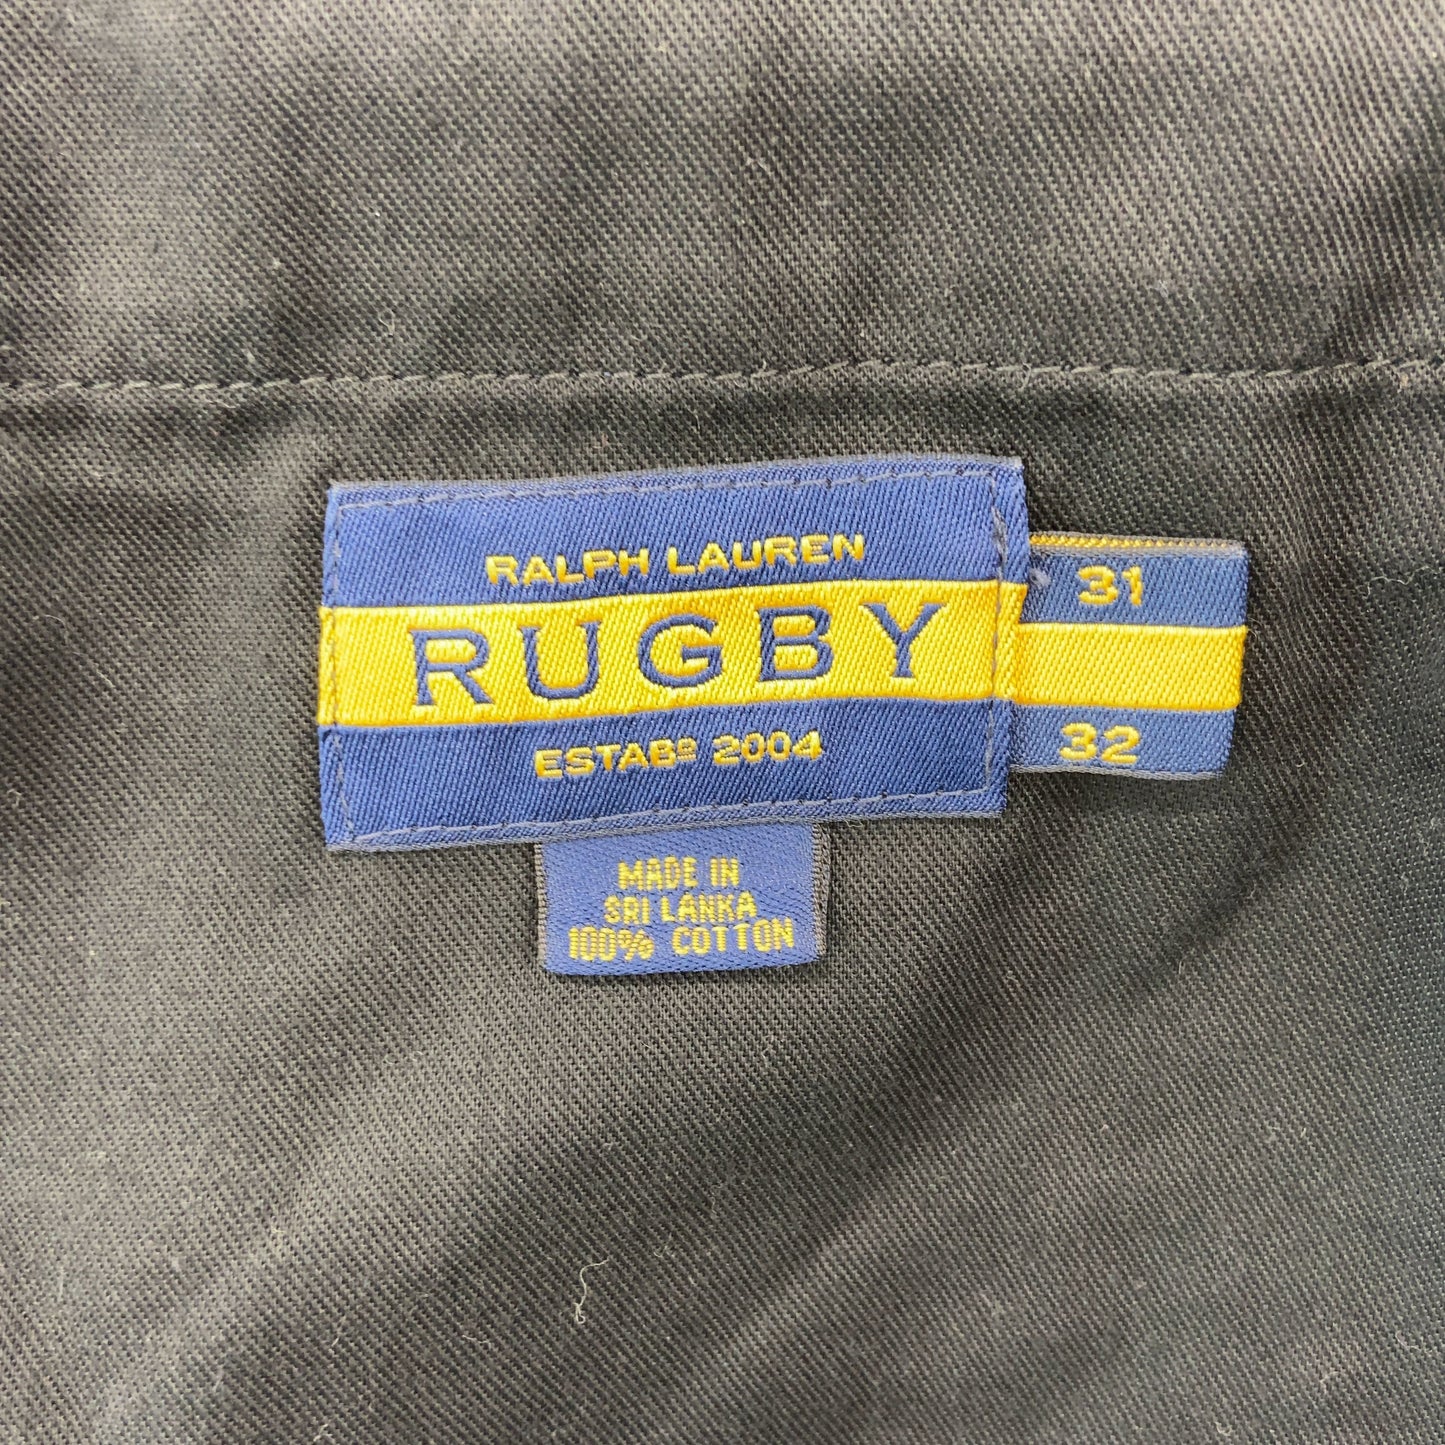 RALPH LAUREN
RUGBY
ESTABD 2004
31
32
MADE IN
SRI LANKA
100% COTTON